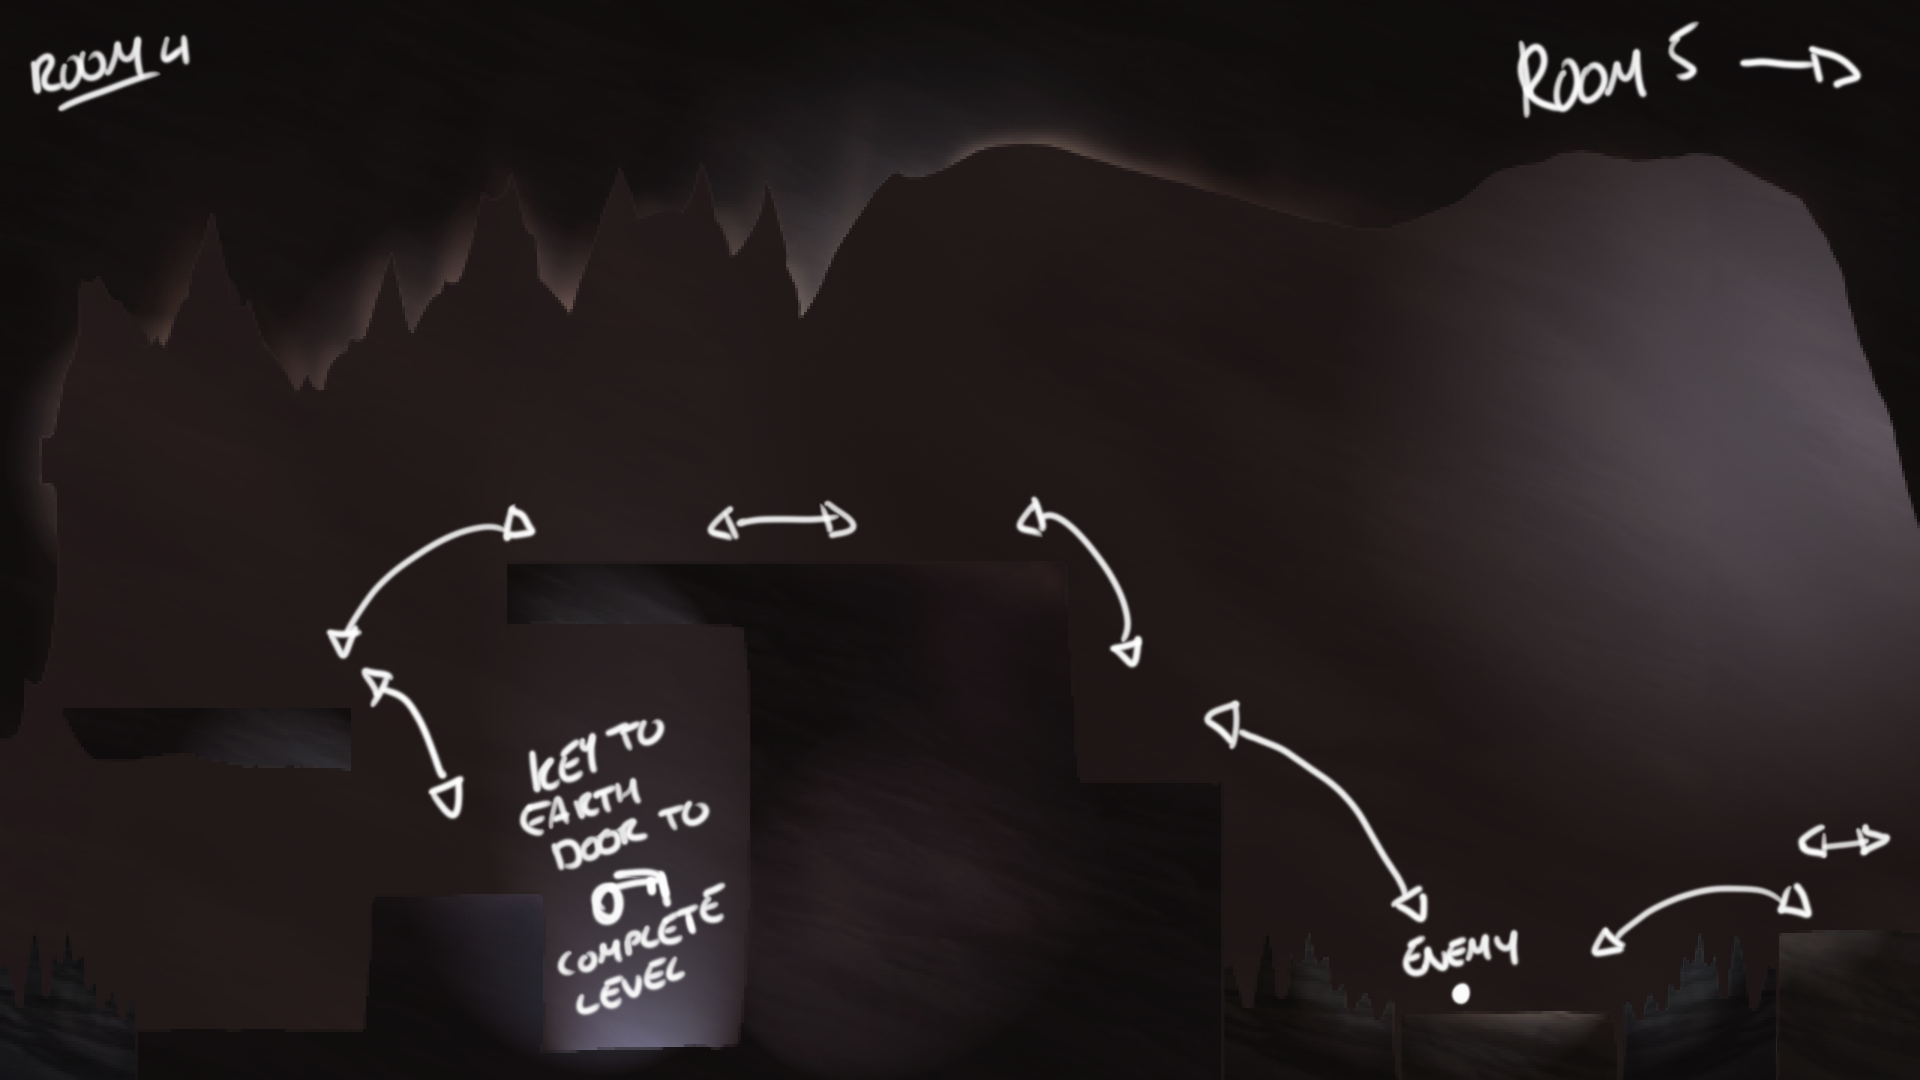 ROOM 4
ROOM 5
KEY TO
EARTH
DOOR TO
COMPLETE
LEVEL
ENEMY